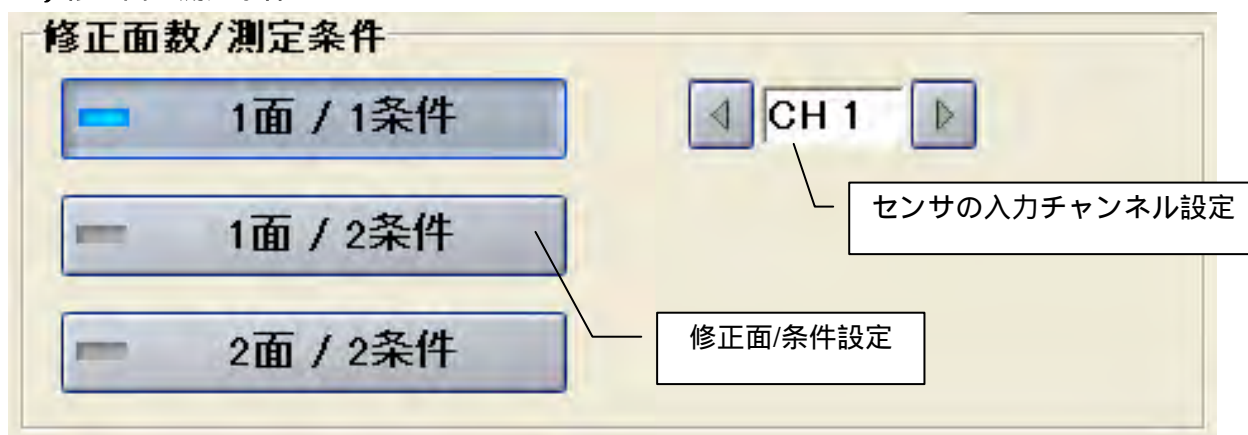 修正面数/測定条件
1面 / 1条件
CH 1
センサの入力チャンネル設定
1面 / 2条件
修正面/条件設定
2面 / 2条件